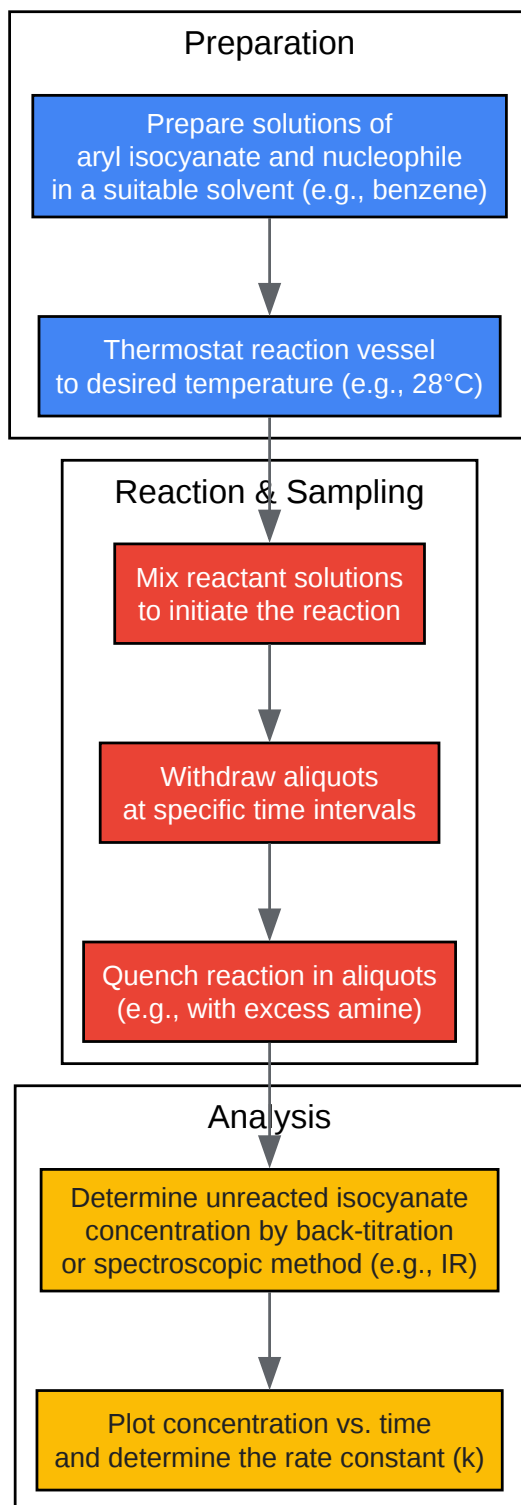 Preparation
Prepare solutions of
aryl isocyanate and nucleophile
in a suitable solvent (e.g., benzene)
Thermostat reaction vessel
to desired temperature (e.g., 28°C)
Reaction & Sampling
Mix reactant solutions
to initiate the reaction
Withdraw aliquots
at specific time intervals
Quench reaction in aliquots
(e.g., with excess amine)
Analysis
Determine unreacted isocyanate
concentration by back-titration
or spectroscopic method (e.g., IR)
Plot concentration vs. time
and determine the rate constant (k)